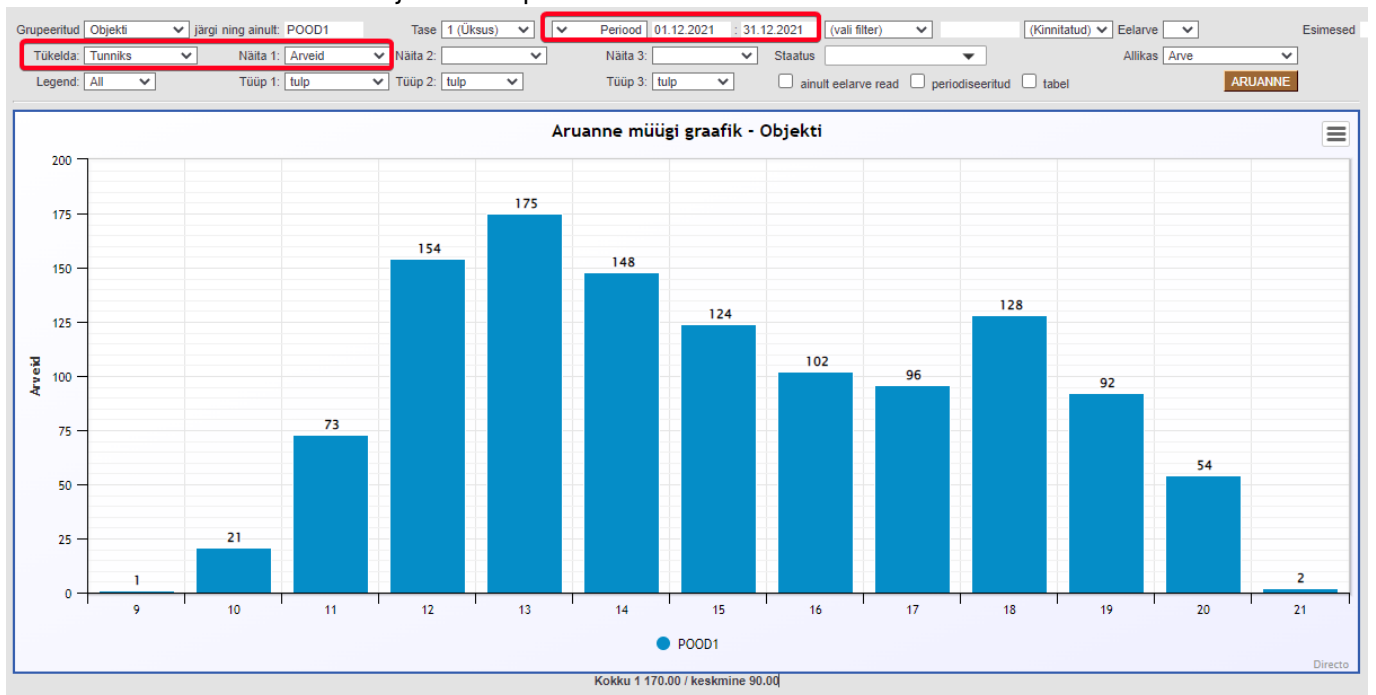 Grupeeritud Objekti järgi ning ainult: POOD1 Tase 1 (Üksus) Periood 01.12.2021 : 31.12.2021 (vali filter) (Kinnitatud) Eelarve Esimesed
Tükelda: Tunniks Näita 1: Arveid Näita 2: Näita 3: Staatus Allikas Arve
Legend: All Tüüp 1: tulp Tüüp 2: tulp Tüüp 3: tulp ainult eelarve read periodiseeritud tabel ARUANNE
Aruanne müügi graafik - Objekti
200
175
150
125
100
75
50
25
0
Arveid
1
21
73
154
175
148
124
102
96
128
92
54
2
9 10 11 12 13 14 15 16 17 18 19 20 21
POOD1
Directo
Kokku 1 170.00 / keskmine 90.00